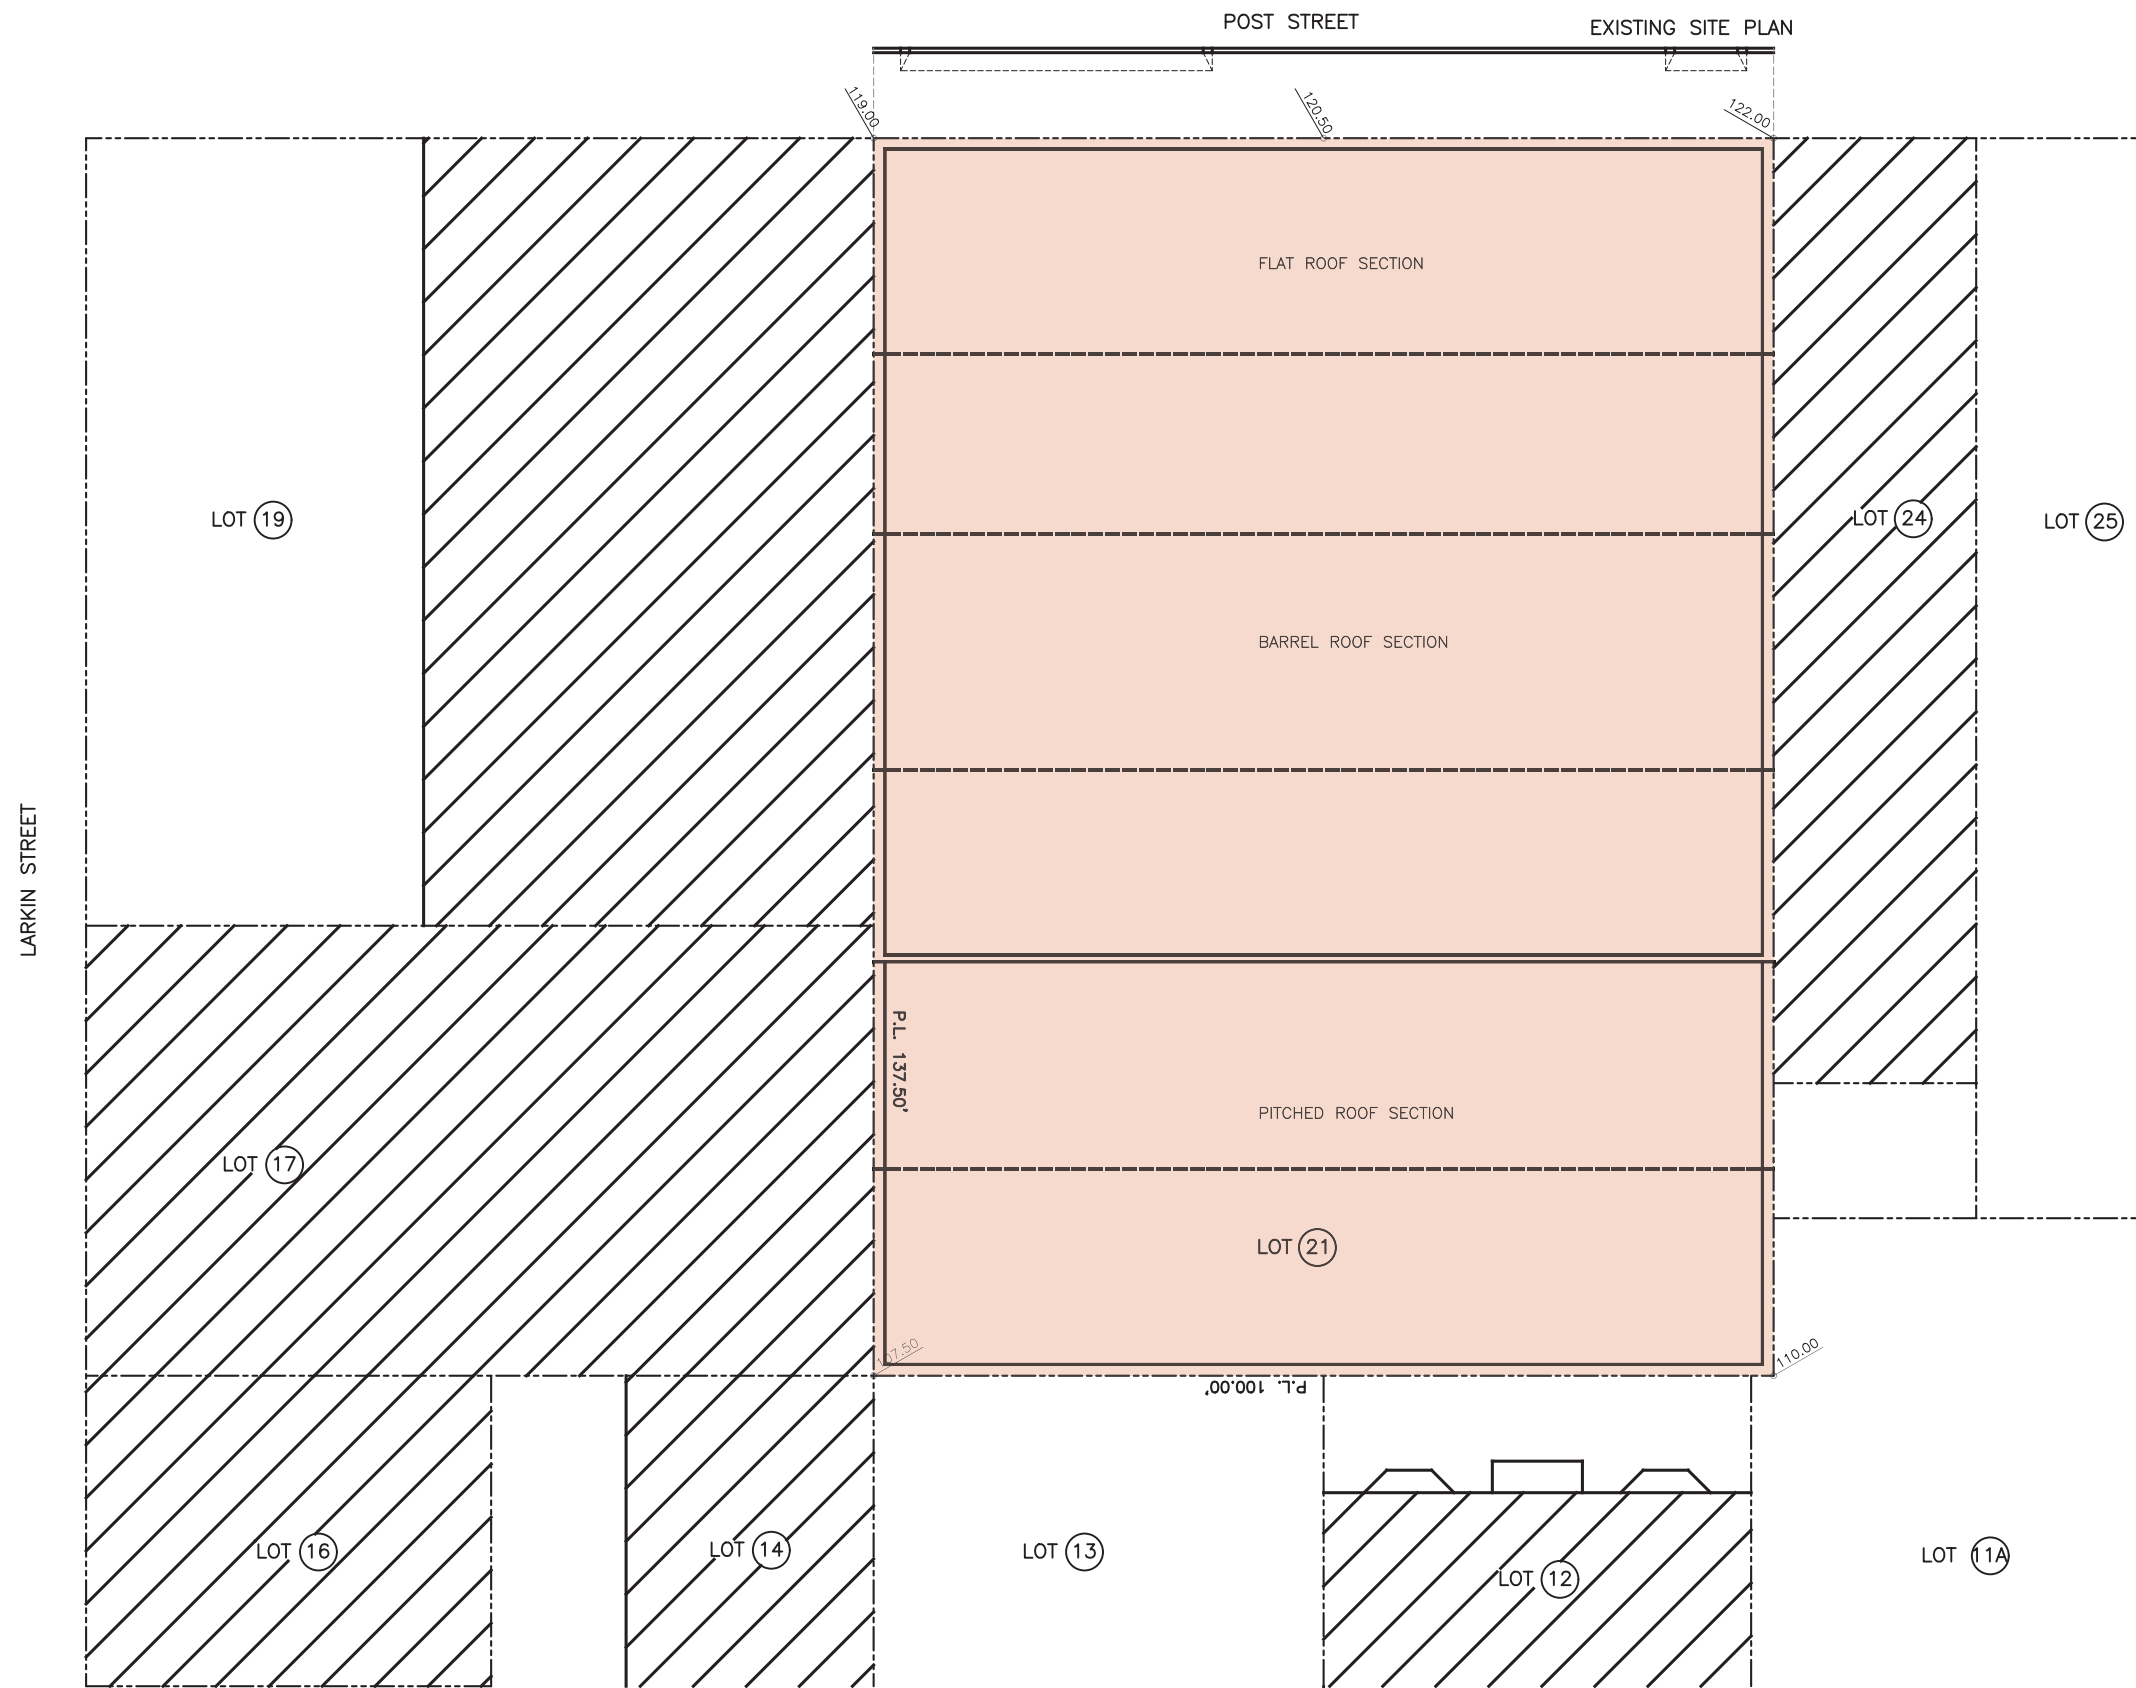 POST STREET
EXISTING SITE PLAN
119.00
120.50
122.00
FLAT ROOF SECTION
LOT 19
LOT 24
LOT 25
BARREL ROOF SECTION
LARKIN STREET
P.L. 137.50'
PITCHED ROOF SECTION
LOT 17
LOT 21
107.50
110.00
P.L. 100.00'
LOT 16
LOT 14
LOT 13
LOT 12
LOT 11A